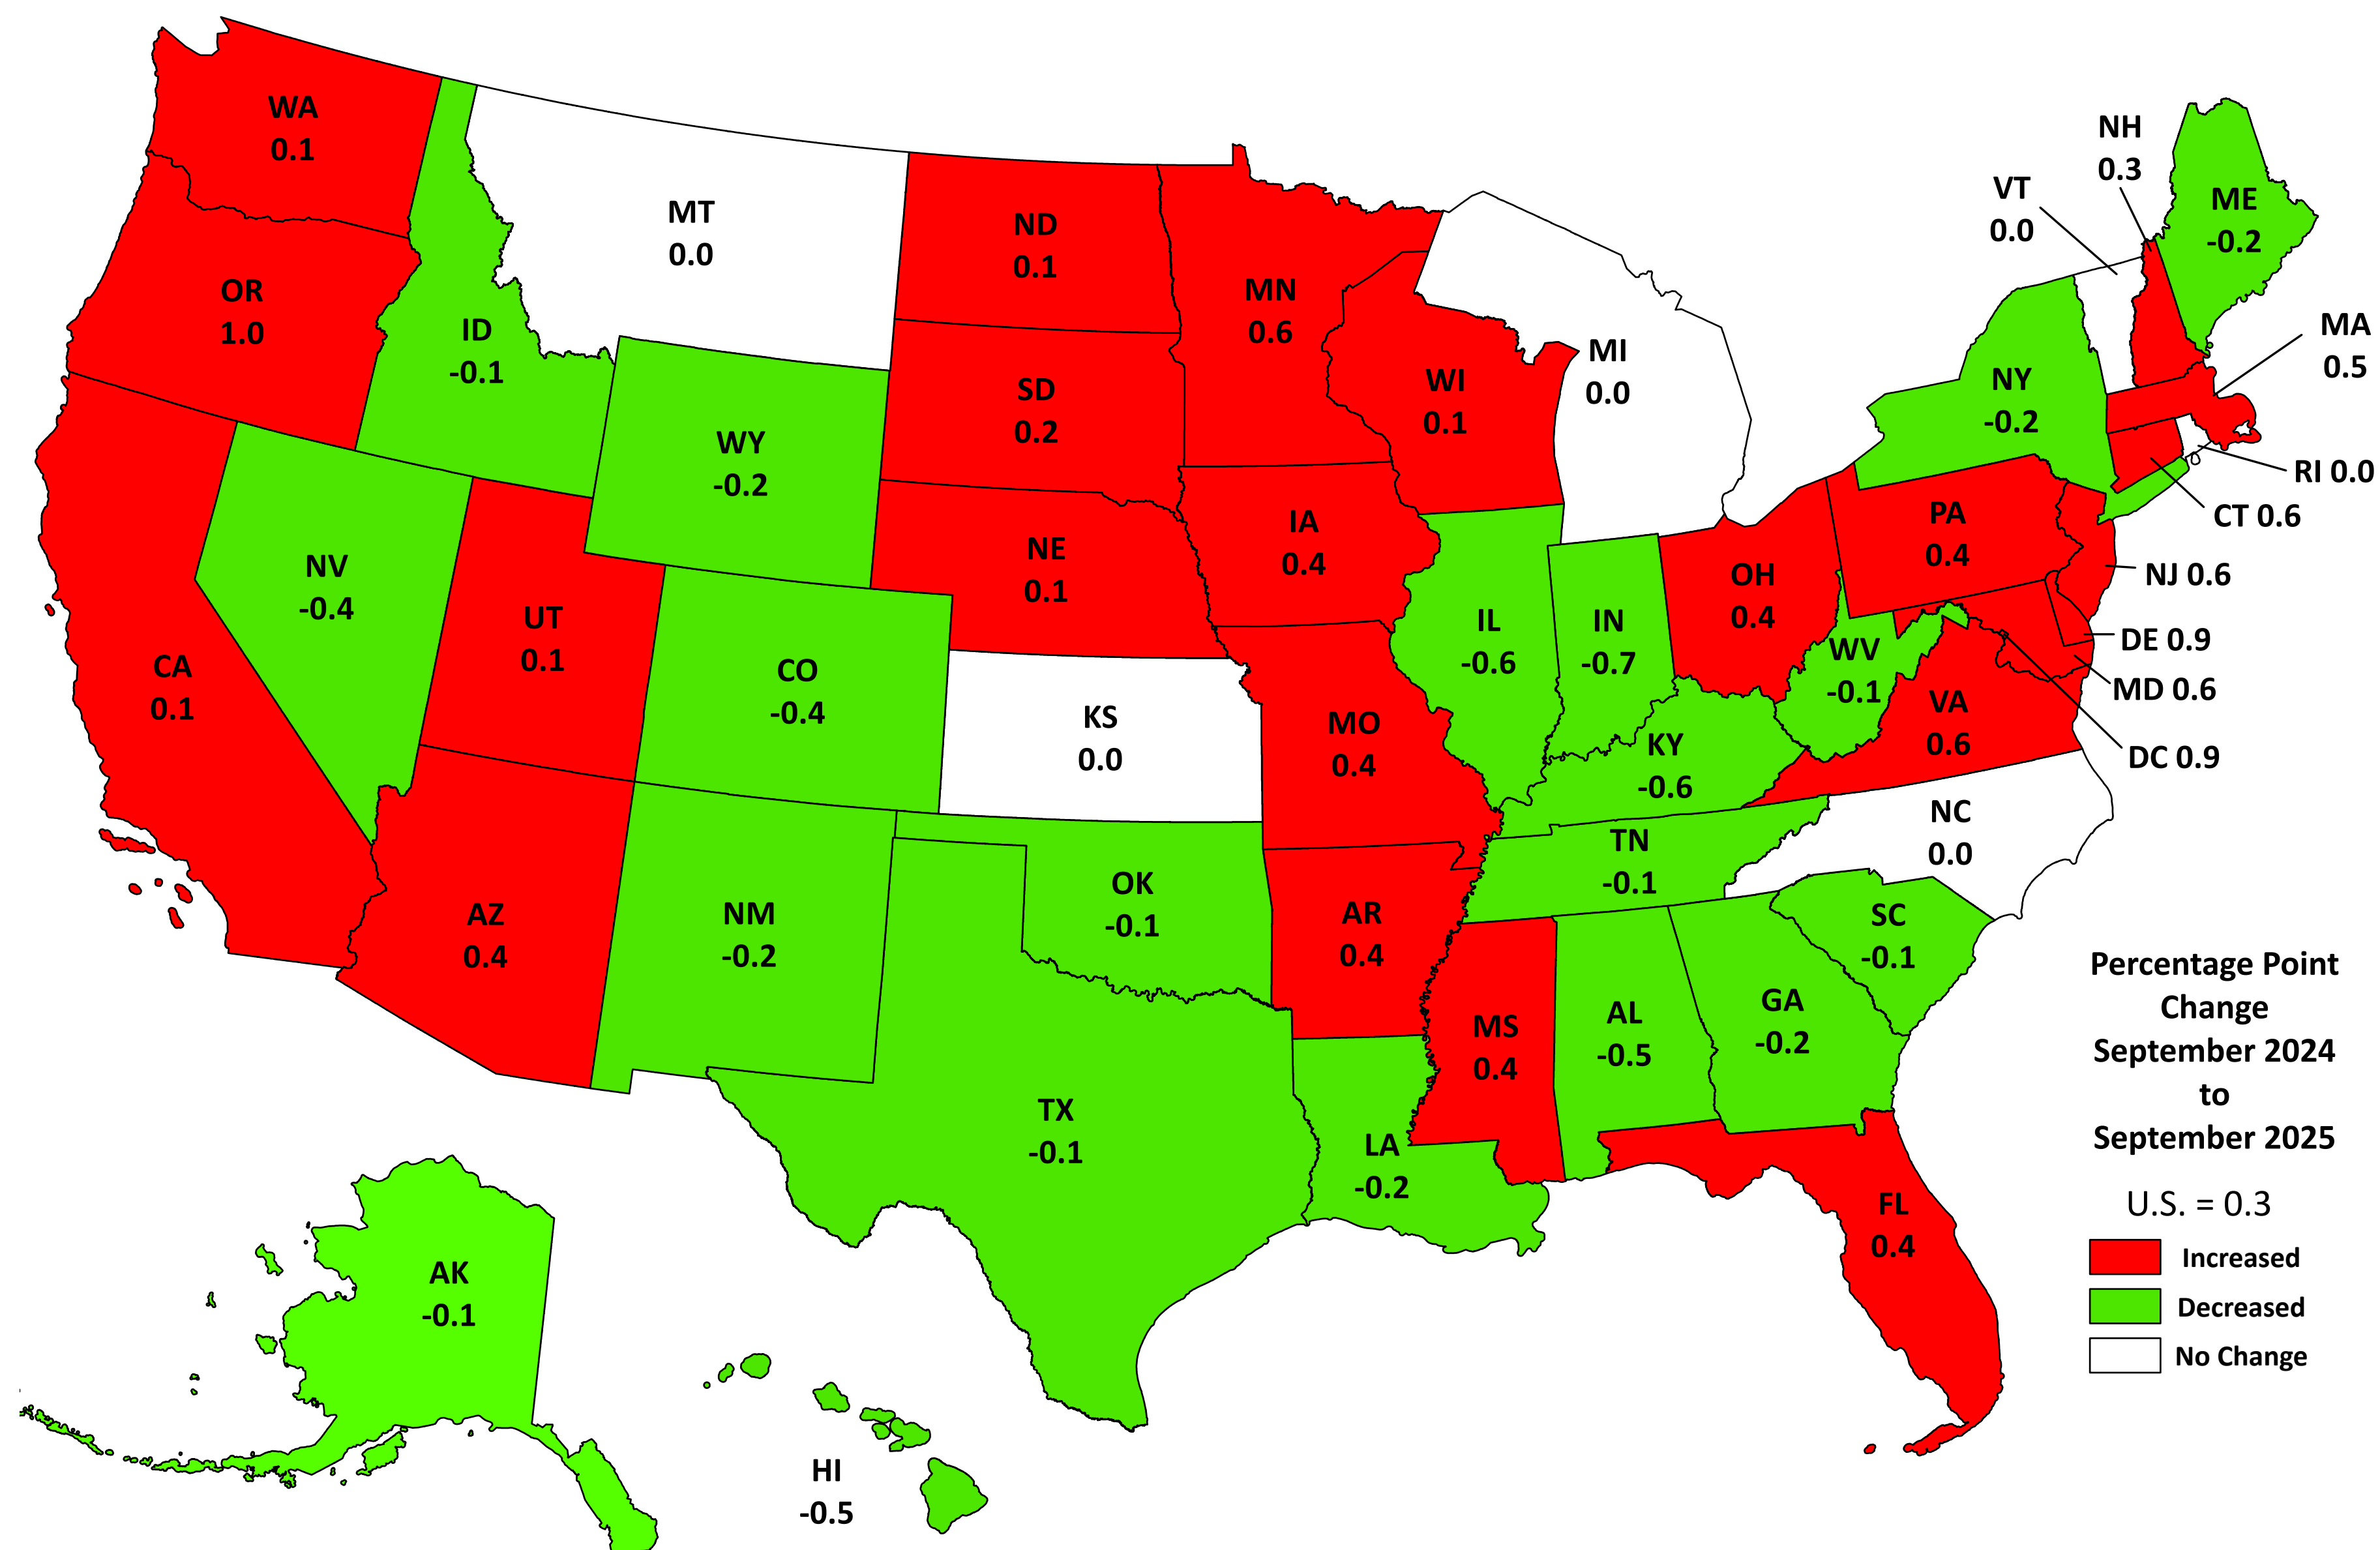 WA
0.1
OR
1.0
CA
0.1
ID
-0.1
NV
-0.4
MT
0.0
WY
-0.2
UT
0.1
CO
-0.4
AZ
0.4
NM
-0.2
ND
0.1
SD
0.2
NE
0.1
KS
0.0
OK
-0.1
TX
-0.1
MN
0.6
IA
0.4
MO
0.4
AR
0.4
LA
-0.2
WI
0.1
MI
0.0
IL
-0.6
IN
-0.7
OH
0.4
KY
-0.6
TN
-0.1
MS
0.4
AL
-0.5
GA
-0.2
FL
0.4
SC
-0.1
NC
0.0
VA
0.6
WV
-0.1
PA
0.4
NY
-0.2
VT
0.0
NH
0.3
ME
-0.2
MA
0.5
RI 0.0
CT 0.6
NJ 0.6
DE 0.9
MD 0.6
DC 0.9
AK
-0.1
HI
-0.5
Percentage Point
Change
September 2024
to
September 2025
U.S. = 0.3
Increased
Decreased
No Change